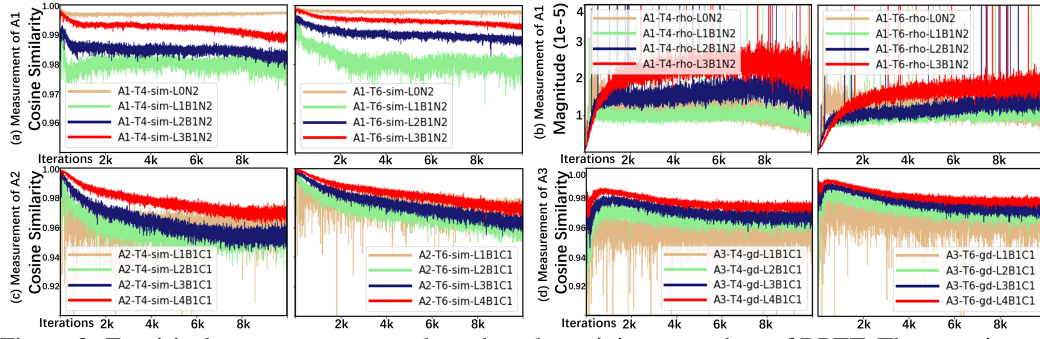 (a) Measurement of A1
Cosine Similarity
1.00
0.99
0.98
0.97
0.96
A1-T4-sim-L0N2
A1-T4-sim-L1B1N2
A1-T4-sim-L2B1N2
A1-T4-sim-L3B1N2
A1-T6-sim-L0N2
A1-T6-sim-L1B1N2
A1-T6-sim-L2B1N2
A1-T6-sim-L3B1N2
Iterations 2k 4k 6k 8k
2k 4k 6k 8k
(b) Measurement of A1
Magnitude (1e-5)
4
3
2
1
A1-T4-rho-L0N2
A1-T4-rho-L1B1N2
A1-T4-rho-L2B1N2
A1-T4-rho-L3B1N2
A1-T6-rho-L0N2
A1-T6-rho-L1B1N2
A1-T6-rho-L2B1N2
A1-T6-rho-L3B1N2
Iterations 2k 4k 6k 8k
2k 4k 6k 8k
(c) Measurement of A2
Cosine Similarity
1.00
0.98
0.96
0.94
0.92
A2-T4-sim-L1B1C1
A2-T4-sim-L2B1C1
A2-T4-sim-L3B1C1
A2-T4-sim-L4B1C1
A2-T6-sim-L1B1C1
A2-T6-sim-L2B1C1
A2-T6-sim-L3B1C1
A2-T6-sim-L4B1C1
Iterations 2k 4k 6k 8k
2k 4k 6k 8k
(d) Measurement of A3
Cosine Similarity
1.00
0.98
0.96
0.94
0.92
A3-T4-gd-L1B1C1
A3-T4-gd-L2B1C1
A3-T4-gd-L3B1C1
A3-T4-gd-L4B1C1
A3-T6-gd-L1B1C1
A3-T6-gd-L2B1C1
A3-T6-gd-L3B1C1
A3-T6-gd-L4B1C1
Iterations 2k 4k 6k 8k
2k 4k 6k 8k